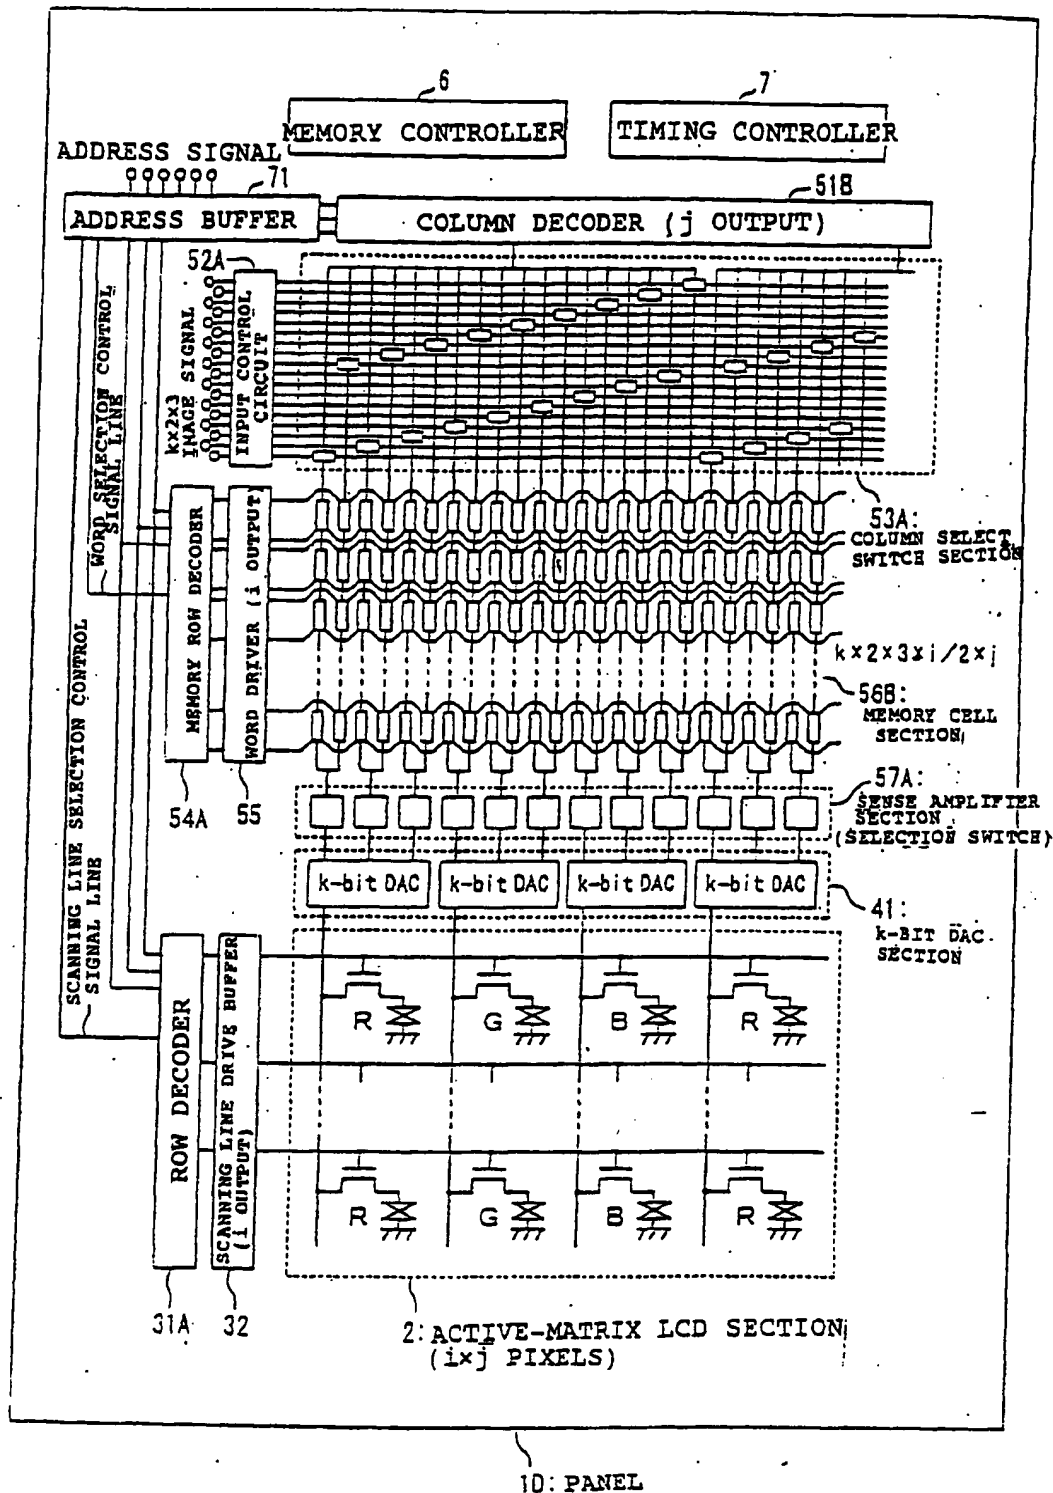 6
7
MEMORY CONTROLLER
TIMING CONTROLLER
ADDRESS SIGNAL
71
51B
ADDRESS BUFFER
COLUMN DECODER (j OUTPUT)
52A
k×2×3
IMAGE SIGNAL
INPUT CONTROL
CIRCUIT
WORD SELECTION CONTROL
SIGNAL LINE
53A:
COLUMN SELECT
SWITCH SECTION
MEMORY ROW DECODER
WORD DRIVER (i OUTPUT)
k×2×3×i/2×j
56B:
MEMORY CELL
SECTION
54A
55
57A:
SENSE AMPLIFIER
SECTION
(SELECTION SWITCH)
k-bit DAC
k-bit DAC
k-bit DAC
k-bit DAC
41:
k-BIT DAC
SECTION
SCANNING LINE SELECTION CONTROL
SIGNAL LINE
ROW DECODER
SCANNING LINE DRIVE BUFFER
(i OUTPUT)
R
G
B
R
R
G
B
R
31A
32
2: ACTIVE-MATRIX LCD SECTION
(i×j PIXELS)
10: PANEL